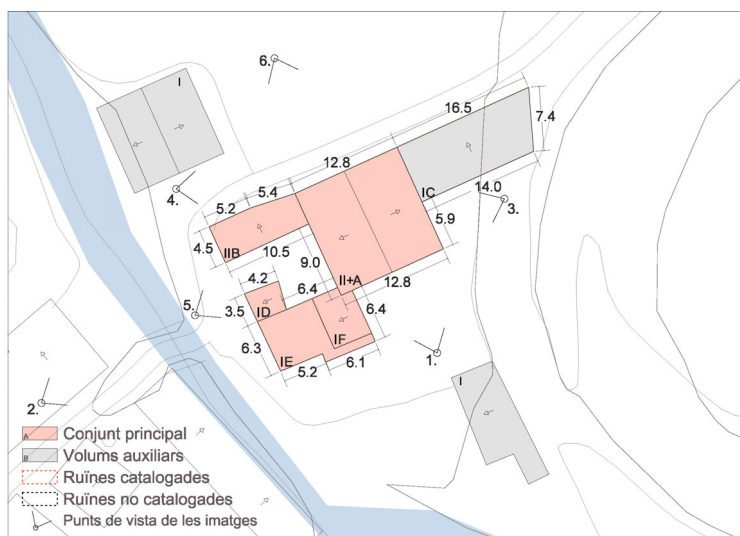 6.
I
16.5
7.4
12.8
IC
4.
5.4
14.0
3.
5.2
5.9
4.5
IIB
10.5
9.0
II+A
4.2
6.4
12.8
5.
3.5
ID
6.4
IF
6.3
IE
1.
5.2
6.1
I
2.
A Conjunt principal
B Volums auxiliars
Ruïnes catalogades
Ruïnes no catalogades
Punts de vista de les imatges